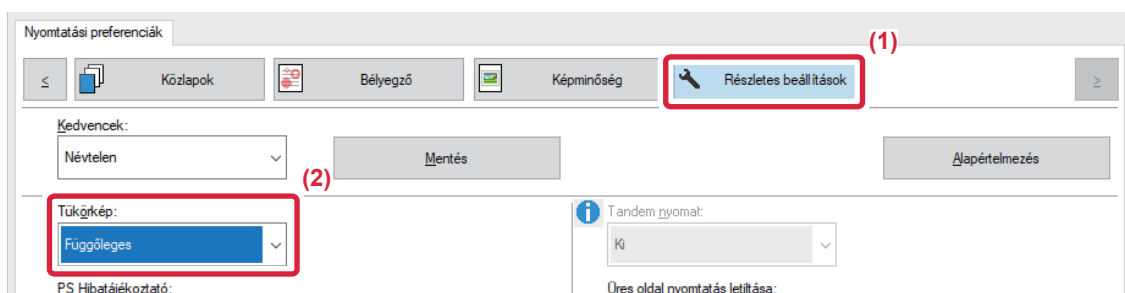 Nyomtatási preferenciák
(1)
< Közlapok Bélyegző Képminőség Részletes beállítások >
Kedvencek:
Névtelen Mentés Alapértelmezés
(2)
Tükörkép: Tandem nyomat:
Függőleges Ki
PS Hibatájékoztató: Üres oldal nyomtatás letiltása: